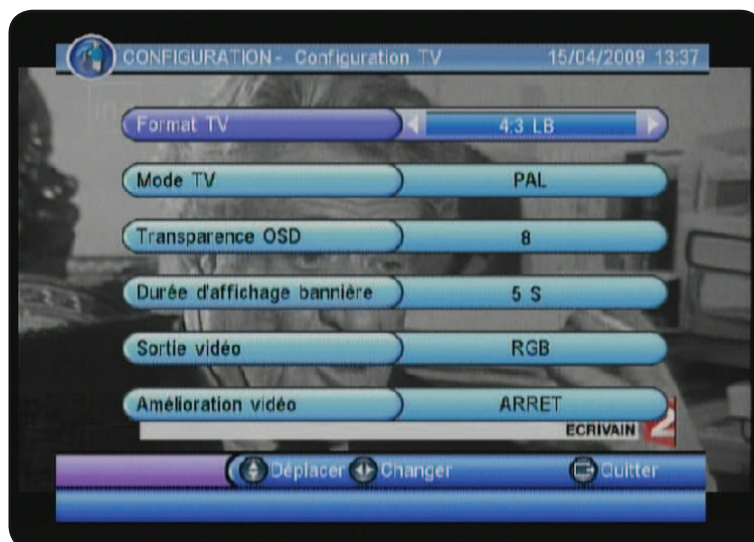 CONFIGURATION - Configuration TV 15/04/2009 13:37
Format TV 4:3 LB
Mode TV PAL
Transparence OSD 8
Durée d'affichage bannière 5 S
Sortie vidéo RGB
Amélioration vidéo ARRET
ECRIVAIN 2
Déplacer Changer Quitter